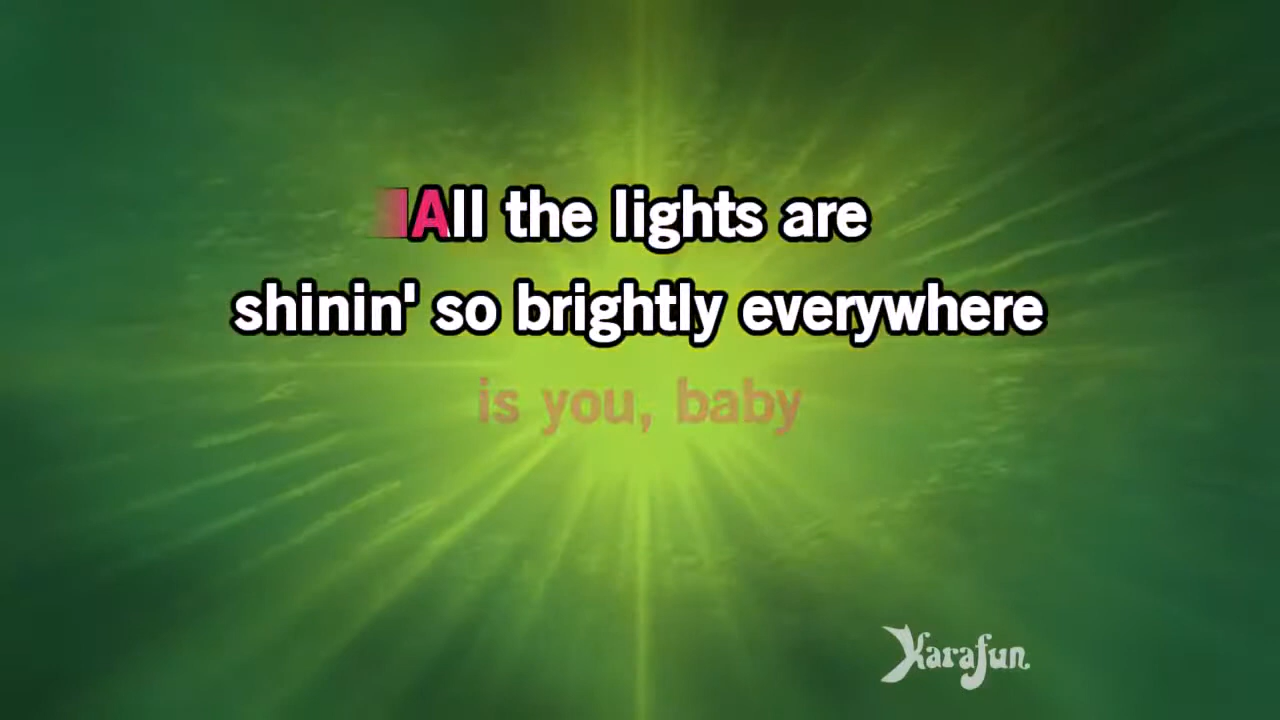 All the lights are
shinin' so brightly everywhere
is you, baby
Karafun